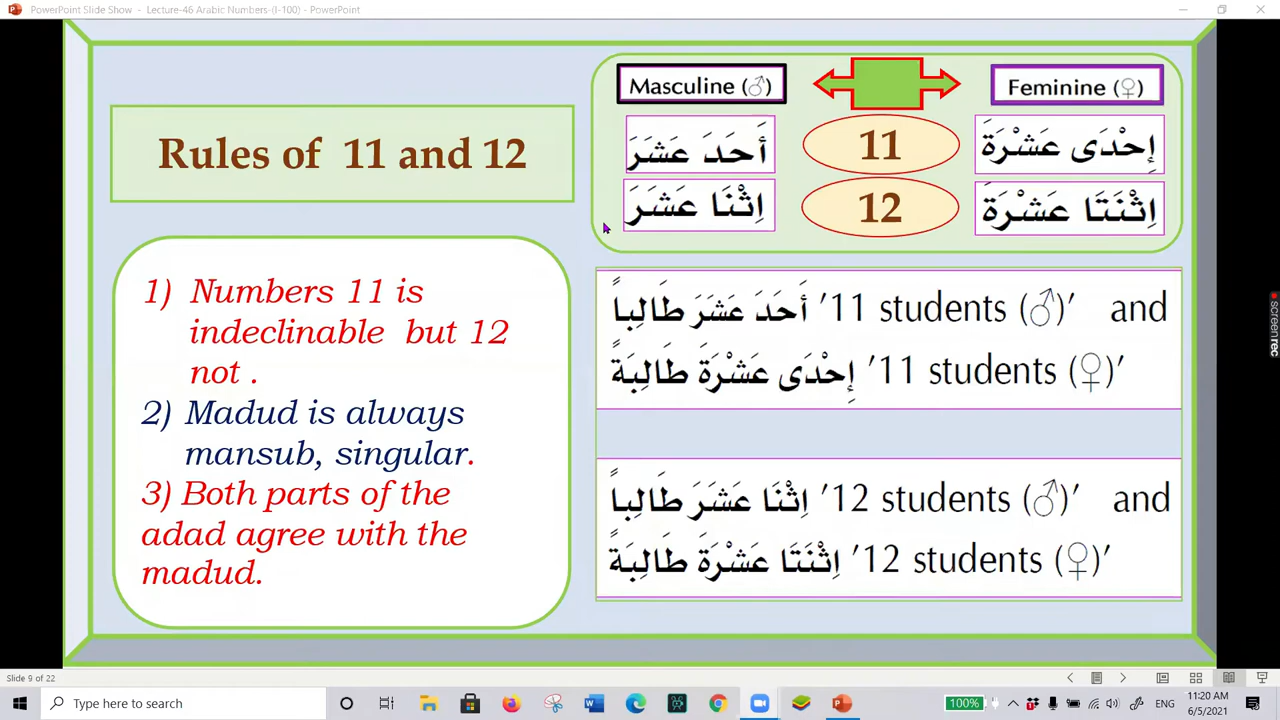 PowerPoint Slide Show - Lecture-46 Arabic Numbers-(I-100) - PowerPoint
Rules of 11 and 12
Masculine (♂)
Feminine (♀)
أَحَدَ عَشَرَ
11
إِحْدَى عَشْرَةَ
اِثْنَا عَشَرَ
12
اِثْنَتَا عَشْرَةَ
1) Numbers 11 is
indeclinable but 12
not .
2) Madud is always
mansub, singular.
3) Both parts of the
adad agree with the
madud.
أَحَدَ عَشَرَ طَالِباً '11 students (♂)' and
إِحْدَى عَشْرَةَ طَالِبَةً '11 students (♀)'
اِثْنَا عَشَرَ طَالِباً '12 students (♂)' and
اِثْنَتَا عَشْرَةَ طَالِبَةً '12 students (♀)'
screenrec
Slide 9 of 22
Type here to search
W
100%
ENG
11:20 AM
6/5/2021